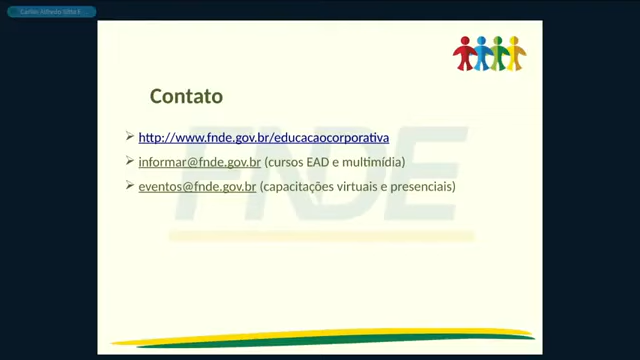 Contato
http://www.fnde.gov.br/educacaocorporativa
informar@fnde.gov.br (cursos EAD e multimídia)
eventos@fnde.gov.br (capacitações virtuais e presenciais)
FNDE